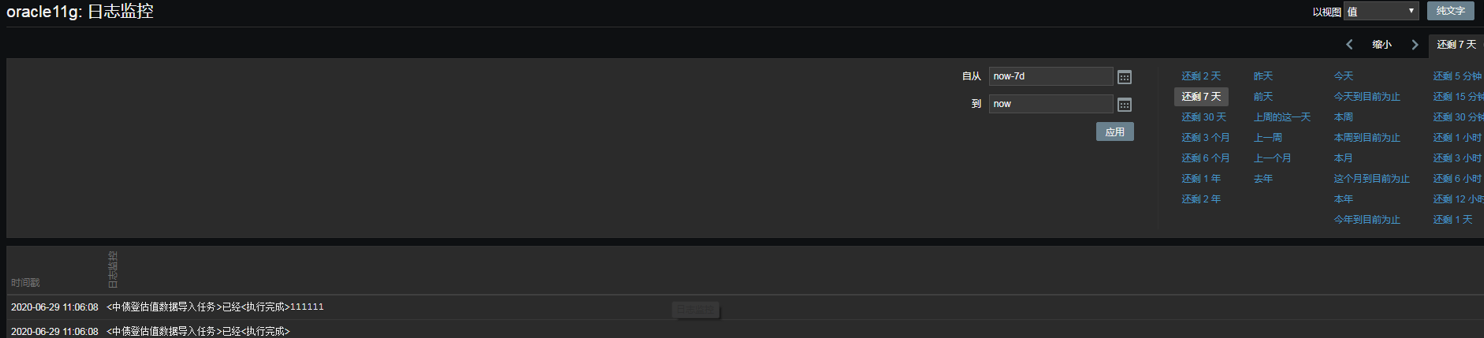 oracle11g: 日志监控
以视图 值 纯文字
缩小 还剩 7 天
自从 now-7d
到 now
应用
还剩 2 天 昨天 今天 还剩 5 分钟
还剩 7 天 前天 今天到目前为止 还剩 15 分钟
还剩 30 天 上周的这一天 本周 还剩 30 分钟
还剩 3 个月 上一周 本周到目前为止 还剩 1 小时
还剩 6 个月 上一个月 本月 还剩 3 小时
还剩 1 年 去年 这个月到目前为止 还剩 6 小时
还剩 2 年 本年 还剩 12 小时
今年到目前为止 还剩 1 天
时间戳 日志监控
2020-06-29 11:06:08 <中债登估值数据导入任务>已经<执行完成>111111
2020-06-29 11:06:08 <中债登估值数据导入任务>已经<执行完成>